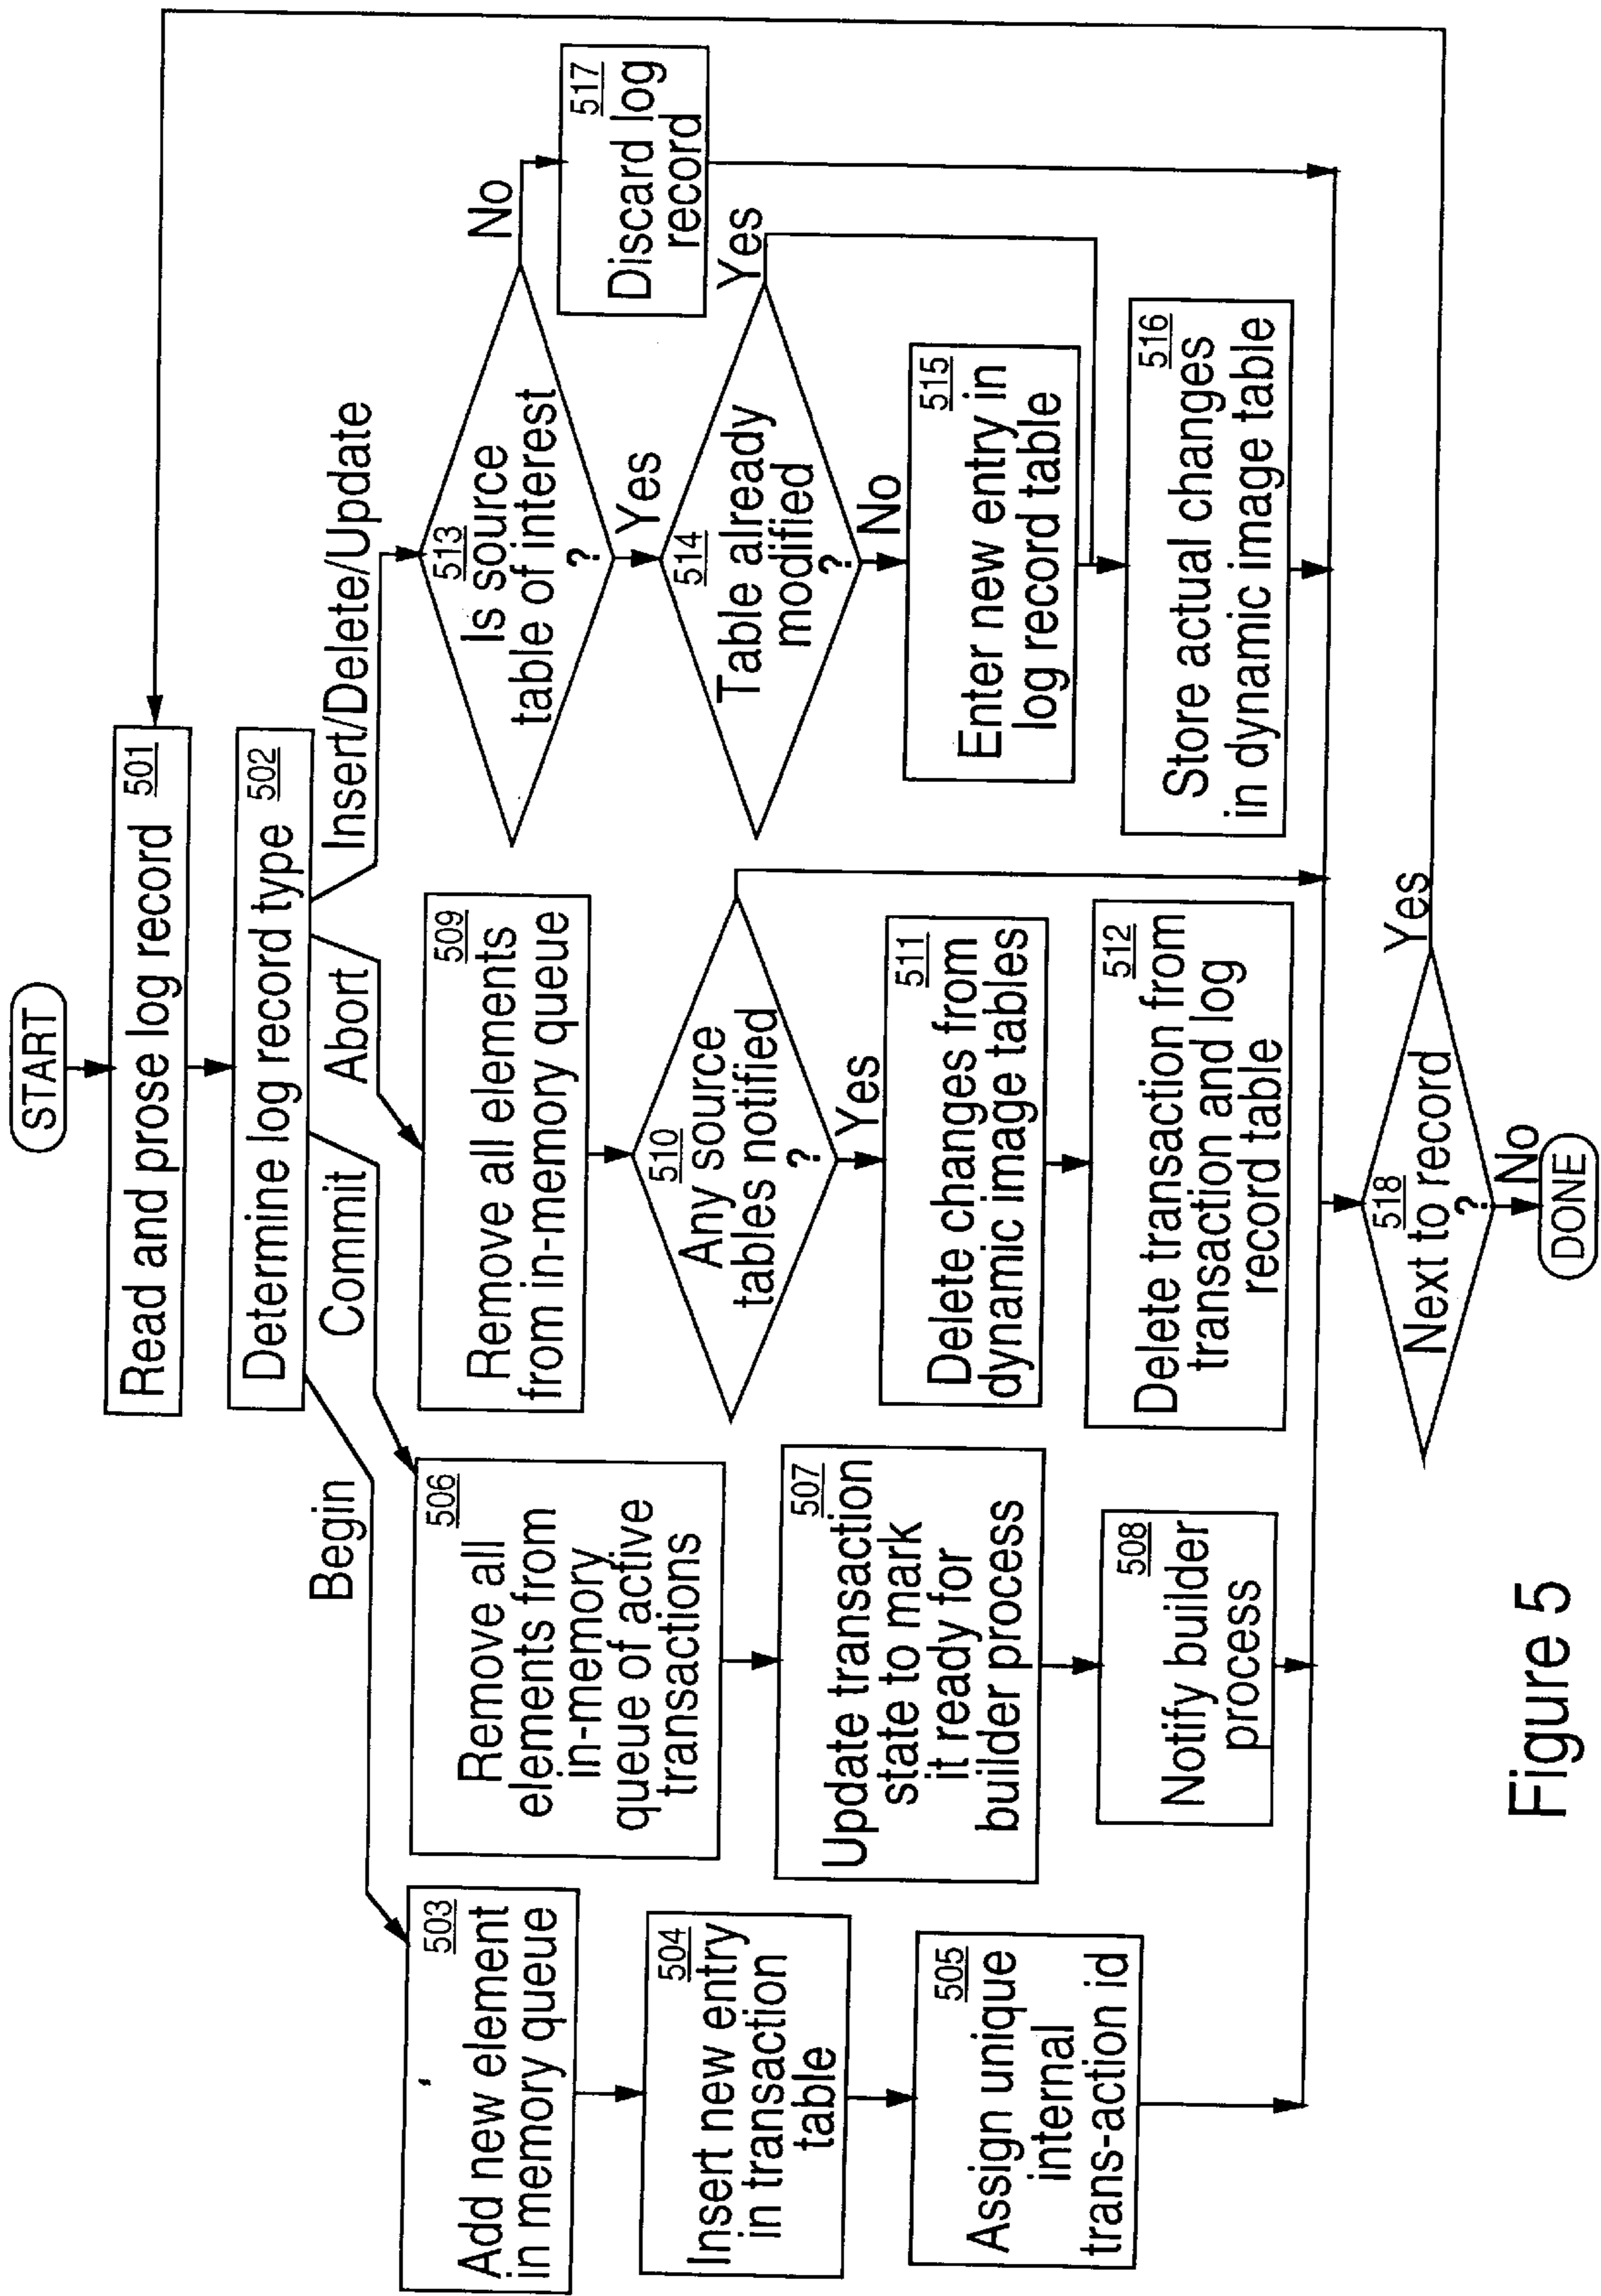 START
Read and prose log record 501
Determine log record type 502
Begin
Commit
Abort
Insert/Delete/Update
503
Add new element
in memory queue
504
Insert new entry
in transaction
table
505
Assign unique
internal
trans-action id
506
Remove all
elements from
in-memory
queue of active
transactions
507
Update transaction
state to mark
it ready for
builder process
508
Notify builder
process
509
Remove all elements
from in-memory queue
510
Any source
tables notified
?
Yes
511
Delete changes from
dynamic image tables
512
Delete transaction from
transaction and log
record table
513
Is source
table of interest
?
No
Yes
517
Discard log
record
514
Table already
modified
?
Yes
No
515
Enter new entry in
log record table
516
Store actual changes
in dynamic image table
518
Next to record
?
Yes
No
DONE
Figure 5